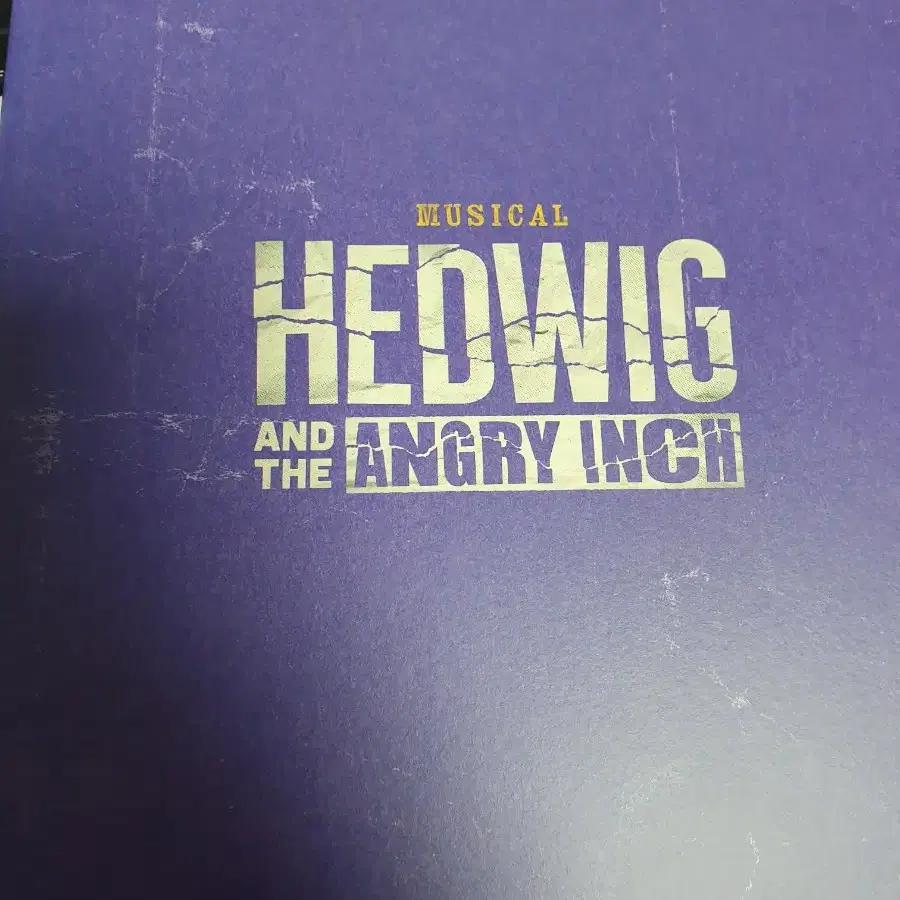 MUSICAL
HEDWIG
AND THE ANGRY INCH